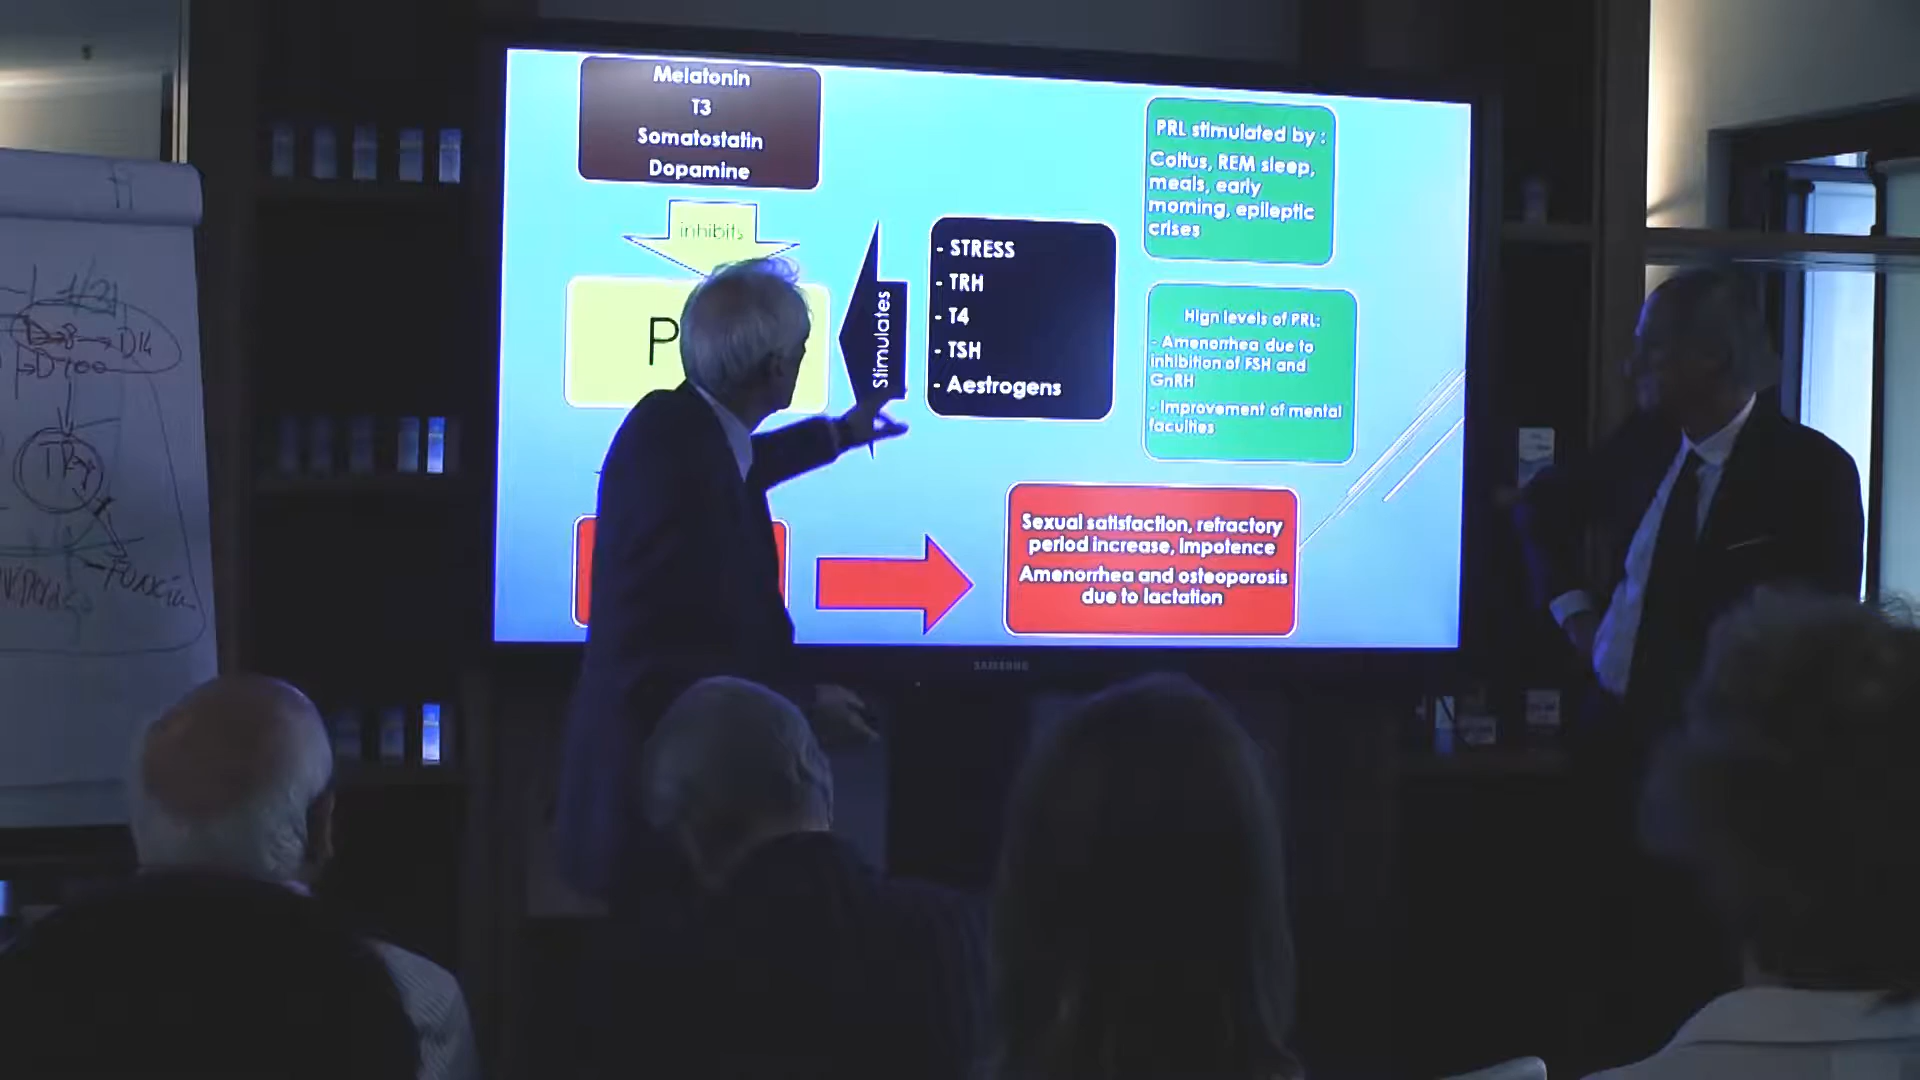 Melatonin
T3
Somatostatin
Dopamine
inhibits
P
Stimulates
- STRESS
- TRH
- T4
- TSH
- Aestrogens
PRL stimulated by :
Coitus, REM sleep,
meals, early
morning, epileptic
crises
High levels of PRL:
- Amenorrhea due to
inhibition of FSH and
GnRH
- Improvement of mental
faculties
Sexual satisfaction, refractory
period increase, Impotence
Amenorrhea and osteoporosis
due to lactation
SAMSUNG